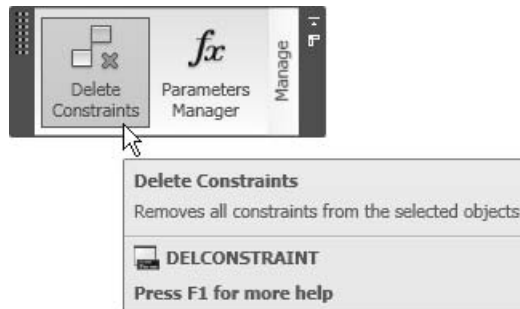 Delete
Constraints
fx
Parameters
Manager
Manage
Delete Constraints
Removes all constraints from the selected objects
DELCONSTRAINT
Press F1 for more help